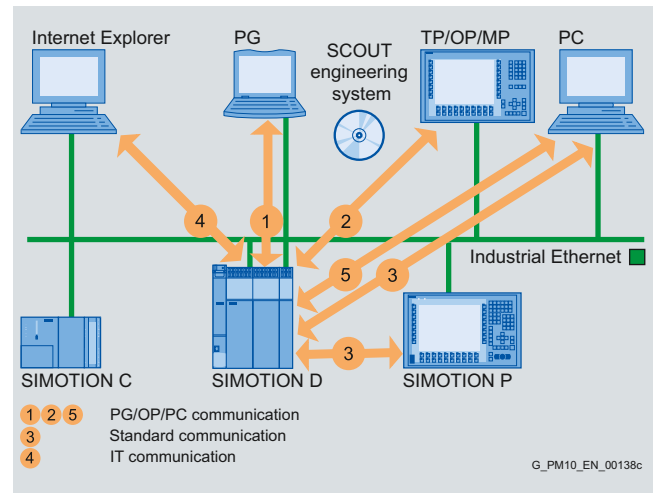 Internet Explorer
PG
SCOUT
engineering
system
TP/OP/MP
PC
4
1
2
5
3
Industrial Ethernet
3
SIMOTION C
SIMOTION D
SIMOTION P
1 2 5 PG/OP/PC communication
3 Standard communication
4 IT communication
G_PM10_EN_00138c